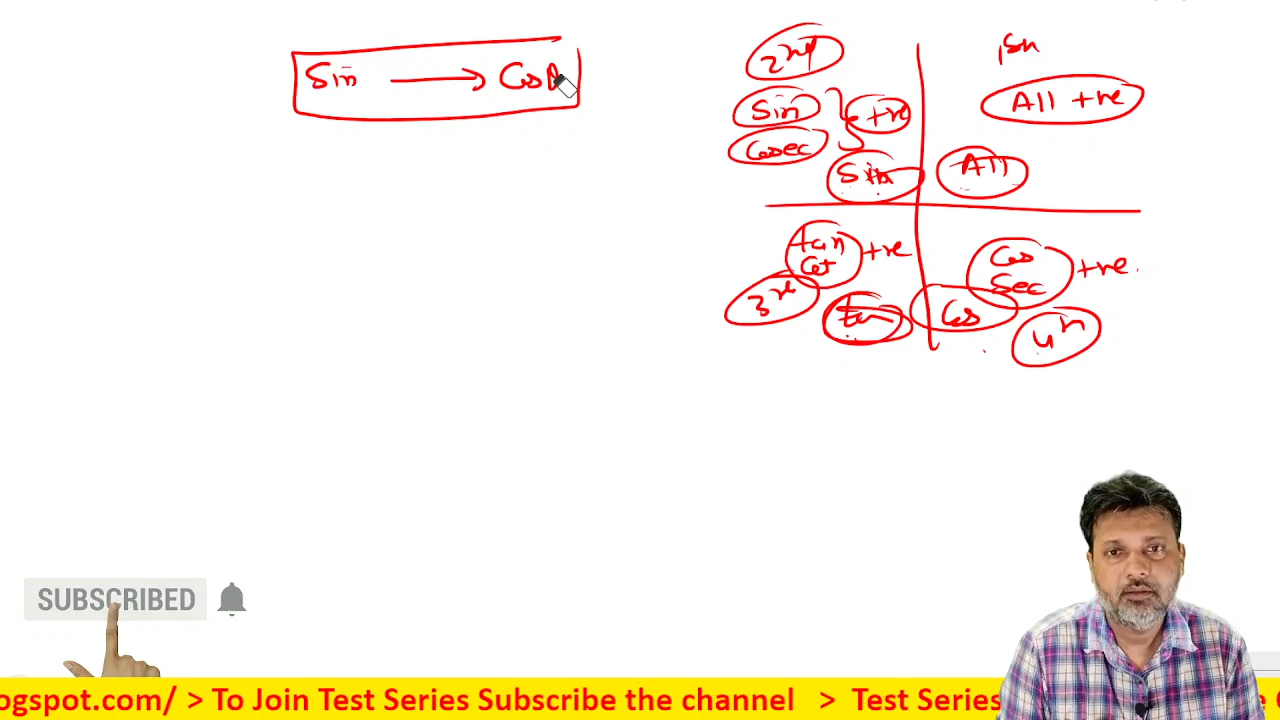 Sin → Cos
2nd
Sin
Cosec
+ve
Sin
1st
All +ve
All
tan
Cot
+ve
3rd
tan
Cos
Sec
+ve
Cos
4th
SUBSCRIBED
ogspot.com/ > To Join Test Series Subscribe the channel > Test Series